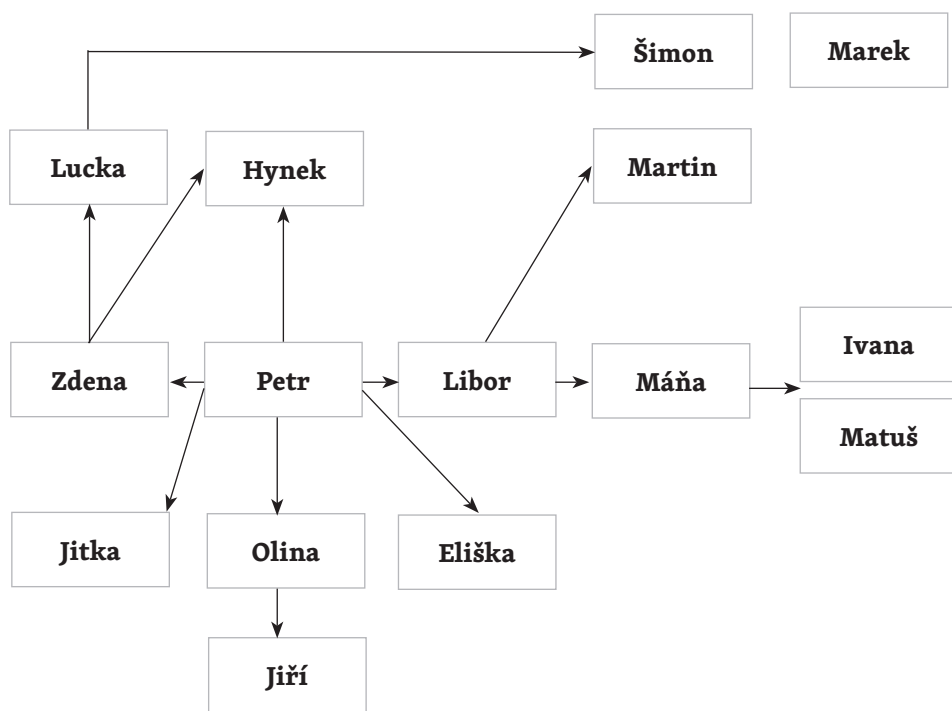 Šimon
Marek
Lucka
Hynek
Martin
Zdena
Petr
Libor
Máňa
Ivana
Matuš
Jitka
Olina
Eliška
Jiří